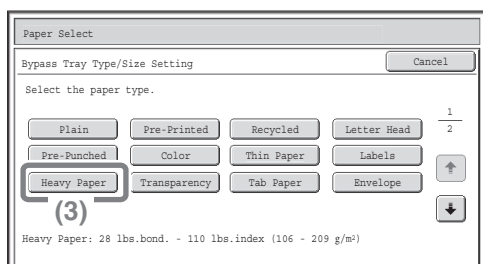 Paper Select
Bypass Tray Type/Size Setting Cancel
Select the paper type.
1
2
Plain Pre-Printed Recycled Letter Head
Pre-Punched Color Thin Paper Labels
Heavy Paper Transparency Tab Paper Envelope
(3)
Heavy Paper: 28 lbs.bond. - 110 lbs.index (106 - 209 g/m²)